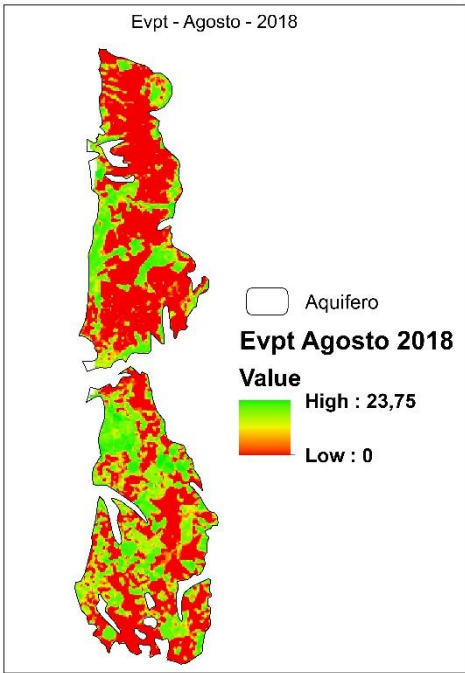 Evpt - Agosto - 2018
Aquifero
Evpt Agosto 2018
Value
High : 23,75
Low : 0